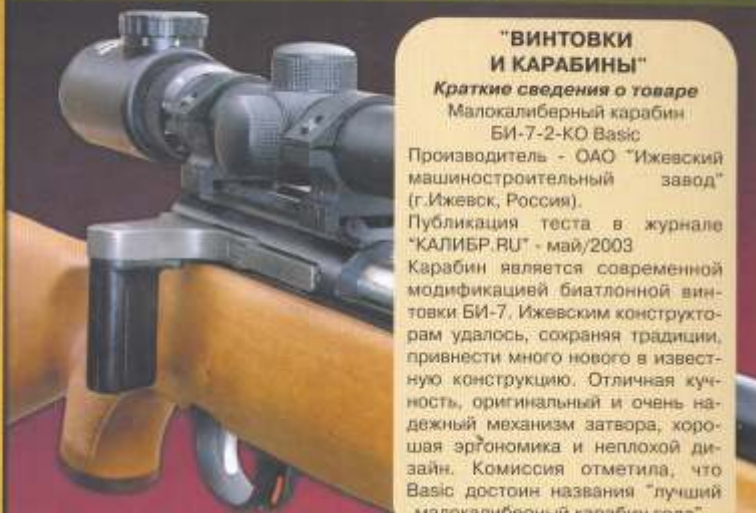 "ВИНТОВКИ
И КАРАБИНЫ"
Краткие сведения о товаре
Малокалиберный карабин
БИ-7-2-КО Basic
Производитель - ОАО "Ижевский
машиностроительный завод"
(г.Ижевск, Россия).
Публикация теста в журнале
"КАЛИБР.RU" - май/2003
Карабин является современной
модификацией биатлонной вин-
товки БИ-7. Ижевским конструкто-
рам удалось, сохраняя традиции,
привнести много нового в извест-
ную конструкцию. Отличная куч-
ность, оригинальный и очень на-
дежный механизм затвора, хоро-
шая эргономика и неплохой ди-
зайн. Комиссия отметила, что
Basic достоин названия "лучший
малокалиберный карабин года"